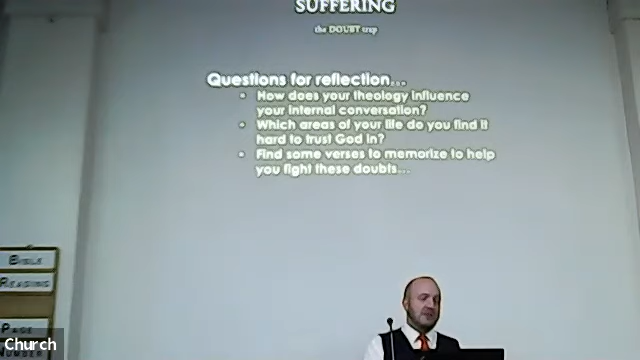 SUFFERING
the DOUBT trap
Questions for reflection...
• How does your theology influence
your internal conversation?
• Which areas of your life do you find it
hard to trust God in?
• Find some verses to memorize to help
you fight these doubts...
BIBLE
READING
PAGE
NUMBER
Church